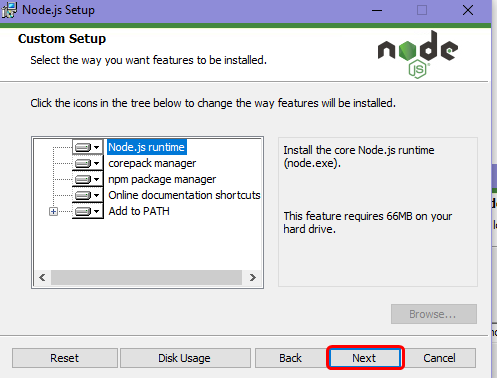 Node.js Setup
Custom Setup
Select the way you want features to be installed.
node
JS
Click the icons in the tree below to change the way features will be installed.
Node.js runtime
corepack manager
npm package manager
Online documentation shortcuts
Add to PATH
Install the core Node.js runtime
(node.exe).
This feature requires 66MB on your
hard drive.
Browse...
Reset
Disk Usage
Back
Next
Cancel